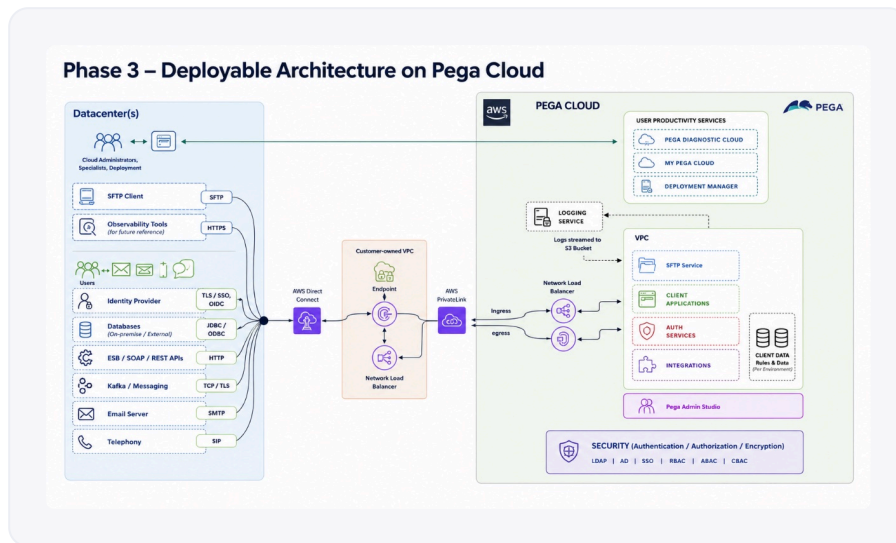 Phase 3 – Deployable Architecture on Pega Cloud
Datacenter(s)
Cloud Administrators,
Specialists, Deployment
SFTP Client
SFTP
Observability Tools
(for future reference)
HTTPS
Users
Identity Provider
TLS / SSO,
OIDC
Databases
(On-premise / External)
JDBC /
ODBC
ESB / SOAP / REST APIs
HTTP
Kafka / Messaging
TCP / TLS
Email Server
SMTP
Telephony
SIP
AWS Direct
Connect
Customer-owned VPC
Endpoint
Network Load
Balancer
AWS
PrivateLink
aws
PEGA CLOUD
PEGA
USER PRODUCTIVITY SERVICES
PEGA DIAGNOSTIC CLOUD
MY PEGA CLOUD
DEPLOYMENT MANAGER
LOGGING
SERVICE
Logs streamed to
S3 Bucket
Ingress
egress
Network Load
Balancer
VPC
SFTP Service
CLIENT
APPLICATIONS
AUTH
SERVICES
INTEGRATIONS
CLIENT DATA
Rules & Data
(Per Environment)
Pega Admin Studio
SECURITY (Authentication / Authorization / Encryption)
LDAP | AD | SSO | RBAC | ABAC | CBAC